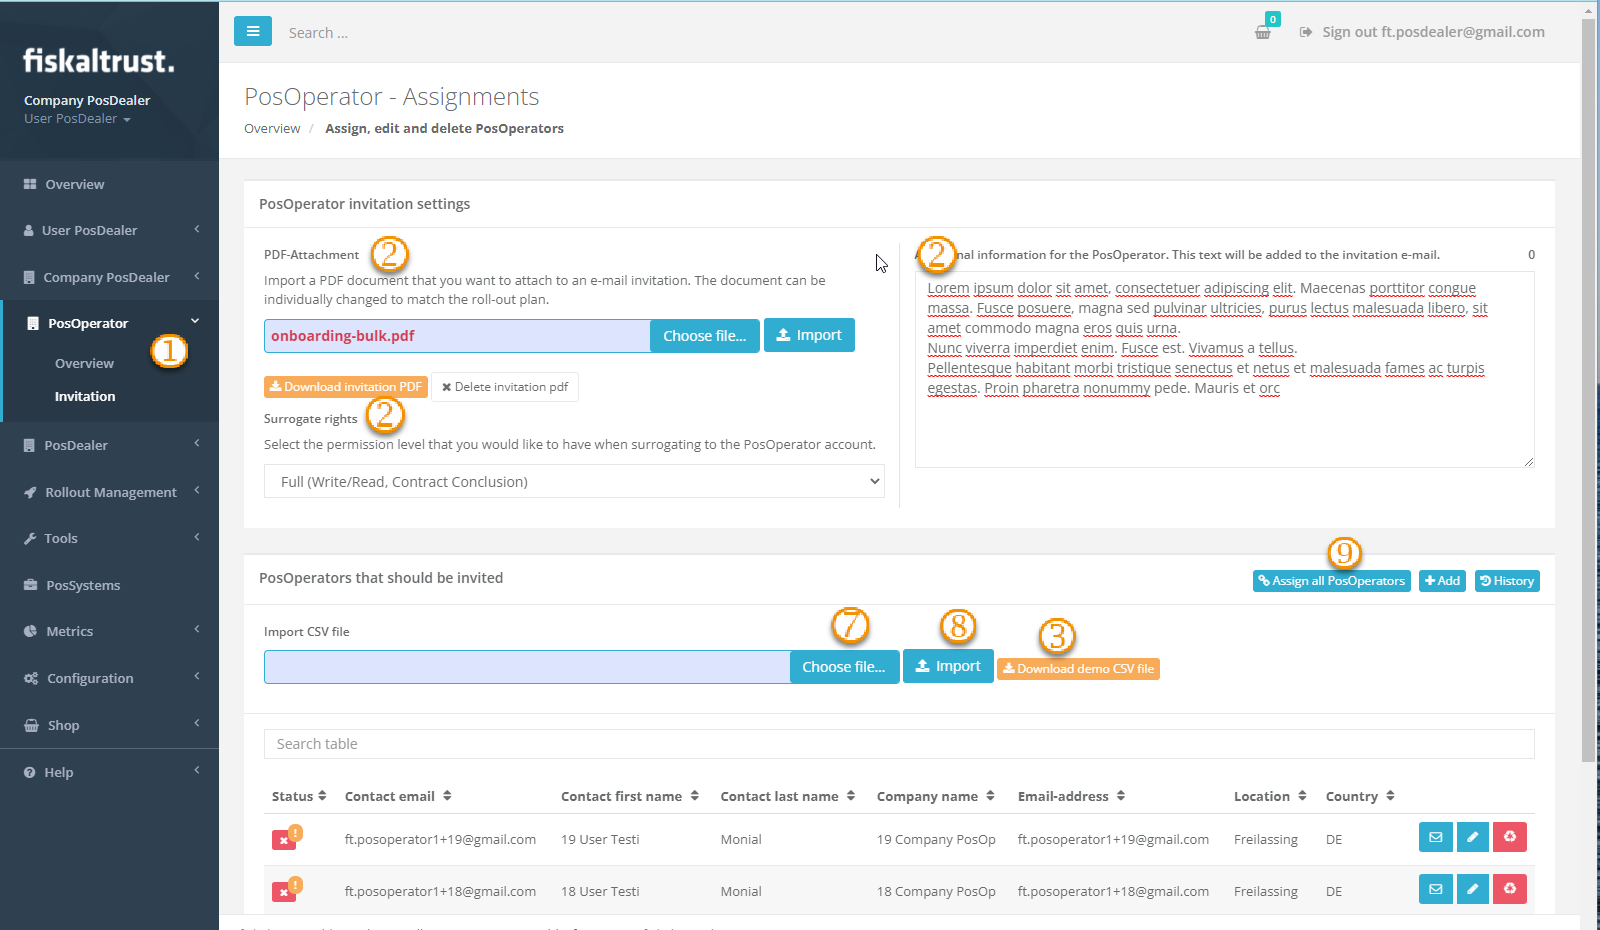 fiskaltrust.
Company PosDealer
User PosDealer
Overview
User PosDealer
Company PosDealer
PosOperator
1
Overview
Invitation
PosDealer
Rollout Management
Tools
PosSystems
Metrics
Configuration
Shop
Help
Search ...
0
Sign out ft.posdealer@gmail.com
PosOperator - Assignments
Overview / Assign, edit and delete PosOperators
PosOperator invitation settings
PDF-Attachment 2
Import a PDF document that you want to attach to an e-mail invitation. The document can be
individually changed to match the roll-out plan.
onboarding-bulk.pdf Choose file... Import
Download invitation PDF Delete invitation pdf
Surrogate rights 2
Select the permission level that you would like to have when surrogating to the PosOperator account.
Full (Write/Read, Contract Conclusion)
2 information for the PosOperator. This text will be added to the invitation e-mail. 0
Lorem ipsum dolor sit amet, consectetuer adipiscing elit. Maecenas porttitor congue
massa. Fusce posuere, magna sed pulvinar ultricies, purus lectus malesuada libero, sit
amet commodo magna eros quis urna.
Nunc viverra imperdiet enim. Fusce est. Vivamus a tellus.
Pellentesque habitant morbi tristique senectus et netus et malesuada fames ac turpis
egestas. Proin pharetra nonummy pede. Mauris et orc
9
PosOperators that should be invited Assign all PosOperators Add History
Import CSV file 7 8 3
Choose file... Import Download demo CSV file
Search table
Status Contact email Contact first name Contact last name Company name Email-address Location Country
! ft.posoperator1+19@gmail.com 19 User Testi Monial 19 Company PosOp ft.posoperator1+19@gmail.com Freilassing DE
! ft.posoperator1+18@gmail.com 18 User Testi Monial 18 Company PosOp ft.posoperator1+18@gmail.com Freilassing DE